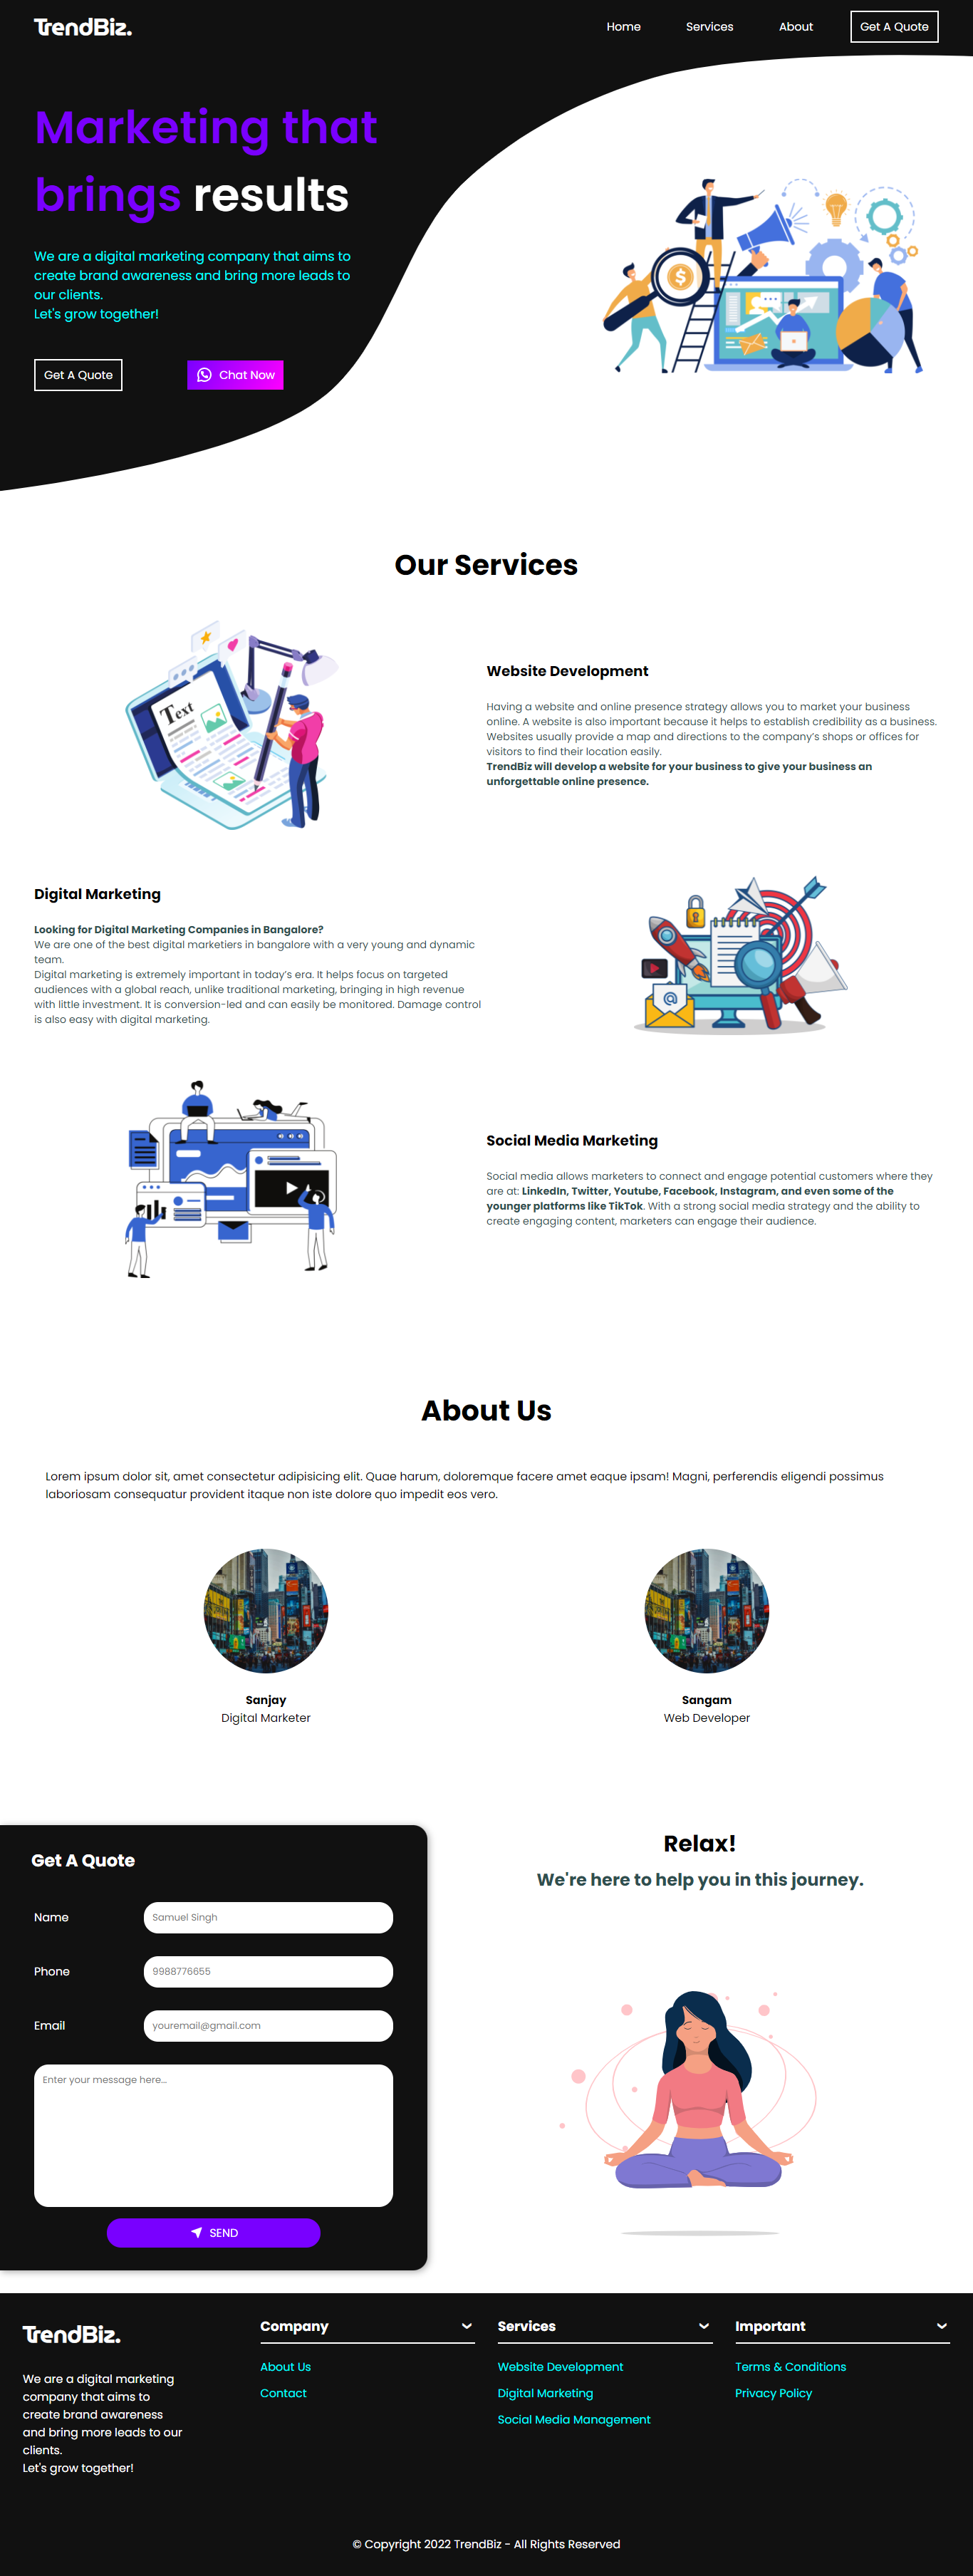 TrendBiz.
Home
Services
About
Get A Quote
Marketing that
brings results
We are a digital marketing company that aims to
create brand awareness and bring more leads to
our clients.
Let's grow together!
Get A Quote
Chat Now
Our Services
Text
Website Development
Having a website and online presence strategy allows you to market your business
online. A website is also important because it helps to establish credibility as a business.
Websites usually provide a map and directions to the company's shops or offices for
visitors to find their location easily.
TrendBiz will develop a website for your business to give your business an
unforgettable online presence.
Digital Marketing
Looking for Digital Marketing Companies in Bangalore?
We are one of the best digital marketiers in bangalore with a very young and dynamic
team.
Digital marketing is extremely important in today's era. It helps focus on targeted
audiences with a global reach, unlike traditional marketing, bringing in high revenue
with little investment. It is conversion-led and can easily be monitored. Damage control
is also easy with digital marketing.
Social Media Marketing
Social media allows marketers to connect and engage potential customers where they
are at: LinkedIn, Twitter, Youtube, Facebook, Instagram, and even some of the
younger platforms like TikTok. With a strong social media strategy and the ability to
create engaging content, marketers can engage their audience.
About Us
Lorem ipsum dolor sit, amet consectetur adipisicing elit. Quae harum, doloremque facere amet eaque ipsam! Magni, perferendis eligendi possimus
laboriosam consequatur provident itaque non iste dolore quo impedit eos vero.
Sanjay
Digital Marketer
Sangam
Web Developer
Get A Quote
Name
Samuel Singh
Phone
9988776655
Email
youremail@gmail.com
Enter your message here...
SEND
Relax!
We're here to help you in this journey.
TrendBiz.
We are a digital marketing
company that aims to
create brand awareness
and bring more leads to our
clients.
Let's grow together!
Company
About Us
Contact
Services
Website Development
Digital Marketing
Social Media Management
Important
Terms & Conditions
Privacy Policy
© Copyright 2022 TrendBiz - All Rights Reserved